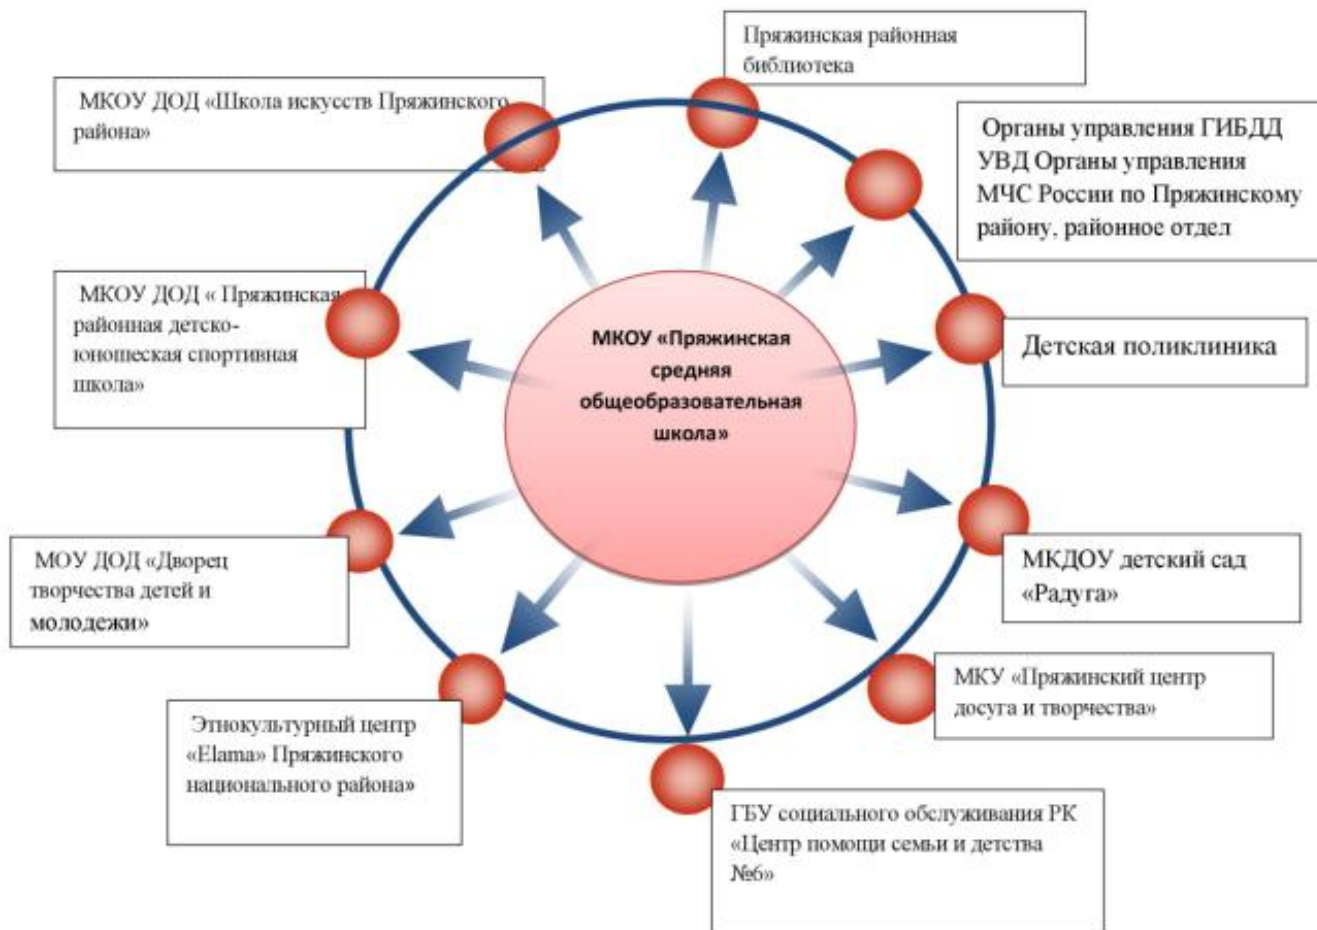 Пряжинская районная
библиотека
МКОУ ДОД «Школа искусств Пряжинского
района»
Органы управления ГИБДД
УВД Органы управления
МЧС России по Пряжинскому
району, районное отдел
МКОУ ДОД « Пряжинская
районная детско-
юношеская спортивная
школа»
МКОУ «Пряжинская
средняя
общеобразовательная
школа»
Детская поликлиника
МОУ ДОД «Дворец
творчества детей и
молодежи»
МКДОУ детский сад
«Радуга»
МКУ «Пряжинский центр
досуга и творчества»
Этнокультурный центр
«Elama» Пряжинского
национального района»
ГБУ социального обслуживания РК
«Центр помощи семьи и детства
№6»